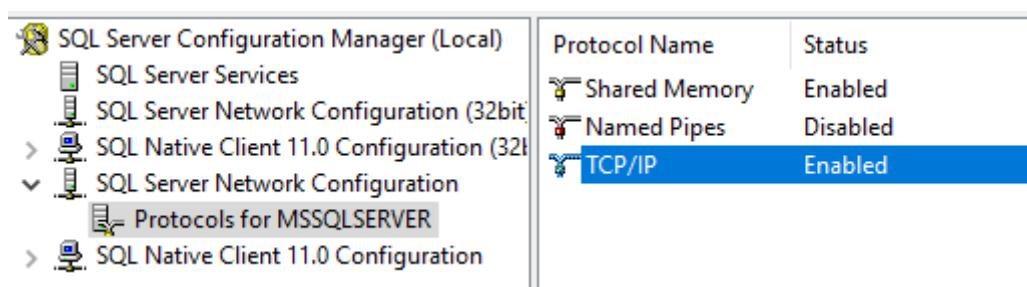 SQL Server Configuration Manager (Local)
SQL Server Services
SQL Server Network Configuration (32bit
SQL Native Client 11.0 Configuration (32b
SQL Server Network Configuration
Protocols for MSSQLSERVER
SQL Native Client 11.0 Configuration
Protocol Name Status
Shared Memory Enabled
Named Pipes Disabled
TCP/IP Enabled